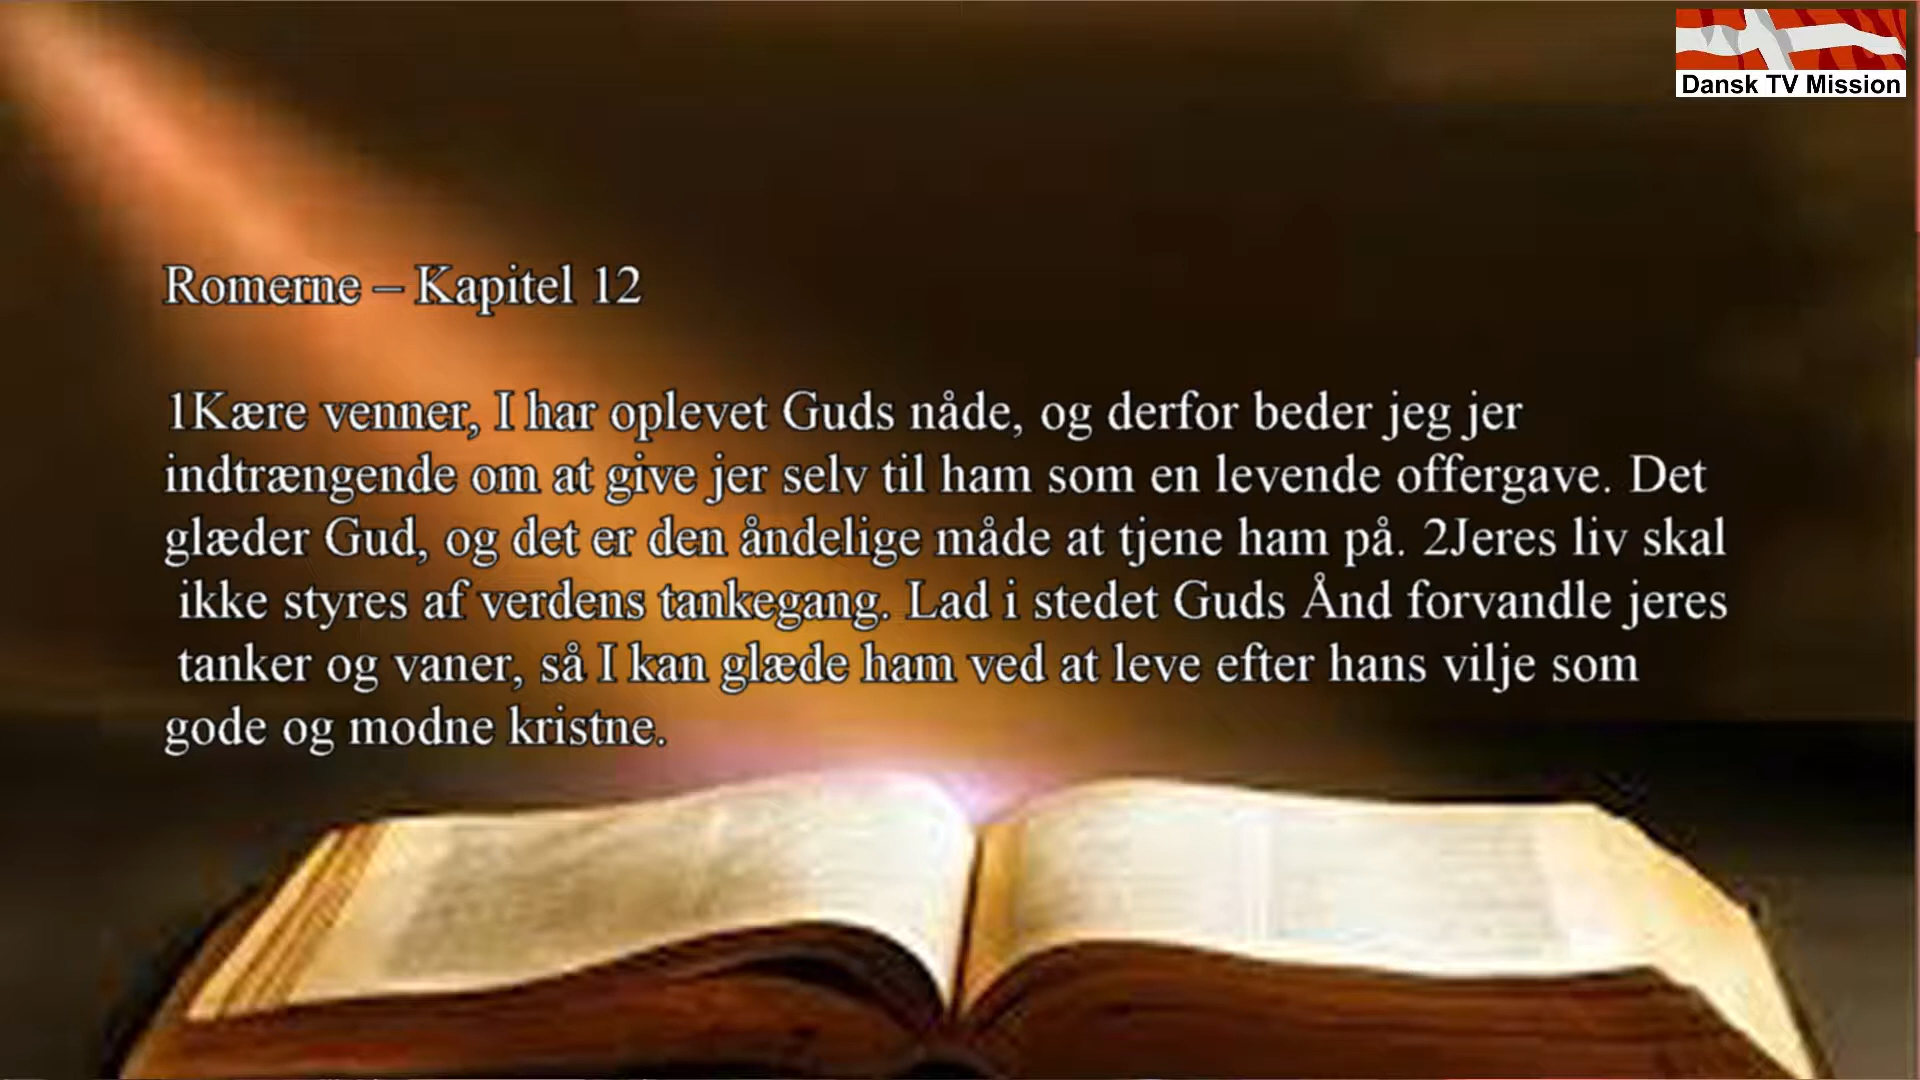 Dansk TV Mission
Romerne – Kapitel 12
1Kære venner, I har oplevet Guds nåde, og derfor beder jeg jer
indtrængende om at give jer selv til ham som en levende offergave. Det
glæder Gud, og det er den åndelige måde at tjene ham på. 2Jeres liv skal
ikke styres af verdens tankegang. Lad i stedet Guds Ånd forvandle jeres
tanker og vaner, så I kan glæde ham ved at leve efter hans vilje som
gode og modne kristne.